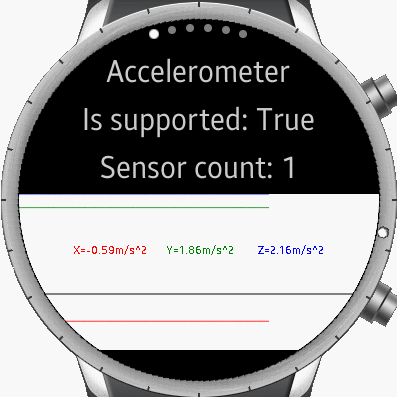 Accelerometer
Is supported: True
Sensor count: 1
X=-0.59m/s^2 Y=1.86m/s^2 Z=2.16m/s^2